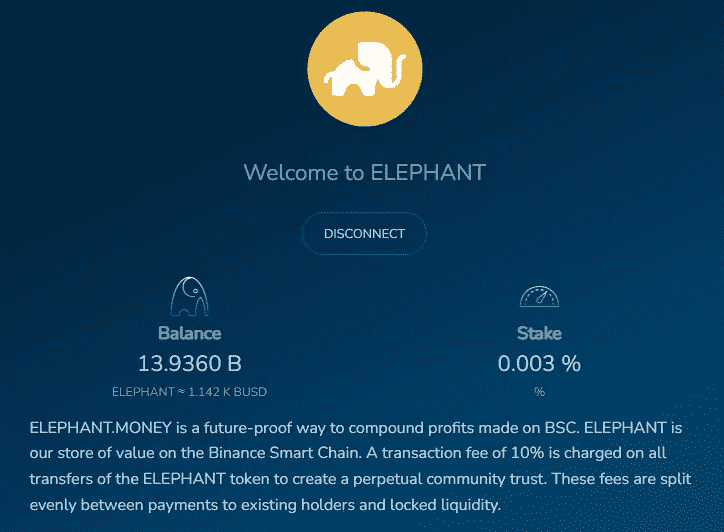 Welcome to ELEPHANT
DISCONNECT
Balance
Stake
13.9360 B
0.003 %
ELEPHANT ≈ 1.142 K BUSD
%
ELEPHANT.MONEY is a future-proof way to compound profits made on BSC. ELEPHANT is
our store of value on the Binance Smart Chain. A transaction fee of 10% is charged on all
transfers of the ELEPHANT token to create a perpetual community trust. These fees are split
evenly between payments to existing holders and locked liquidity.